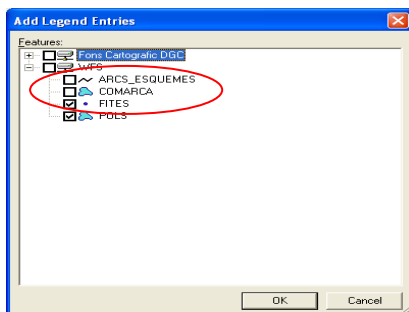 Add Legend Entries
Features:
Fons Cartografic DGC
WFS
ARCS_ESQUEMES
COMARCA
FITES
POLS
OK Cancel